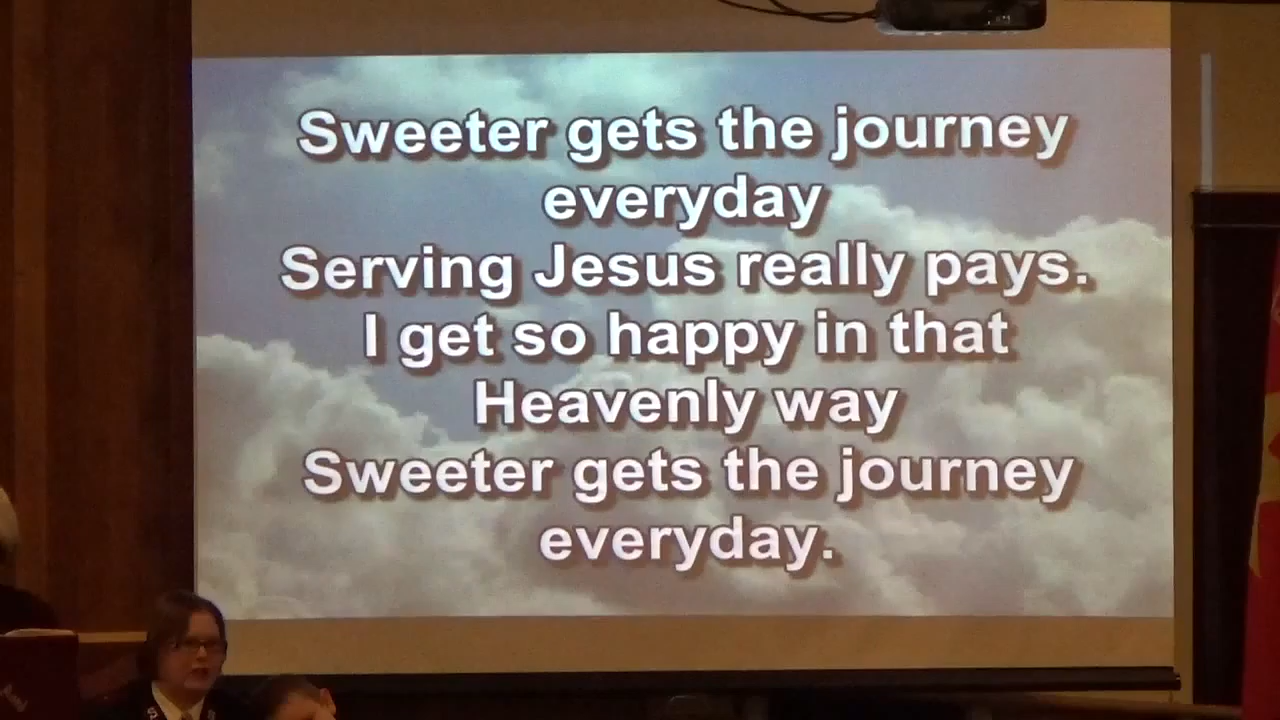 Sweeter gets the journey
everyday
Serving Jesus really pays.
I get so happy in that
Heavenly way
Sweeter gets the journey
everyday.